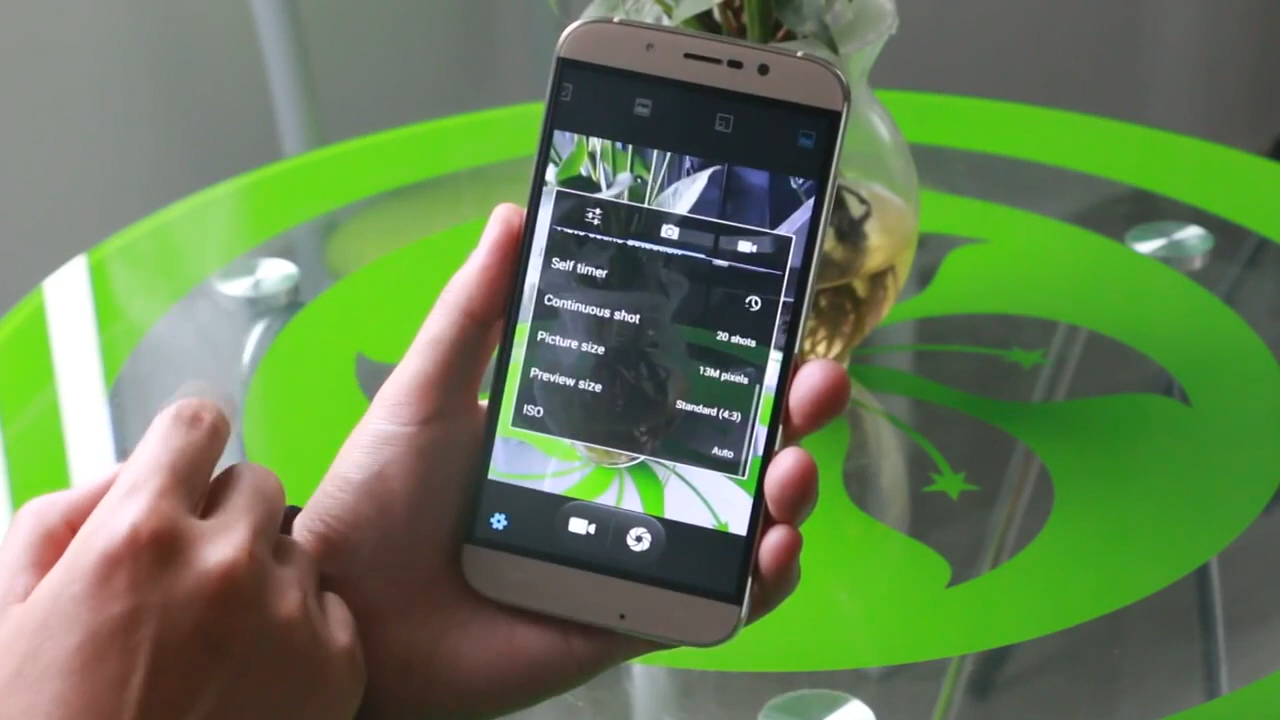 Self timer
Continuous shot
20 shots
Picture size
13M pixels
Preview size
Standard (4:3)
ISO
Auto